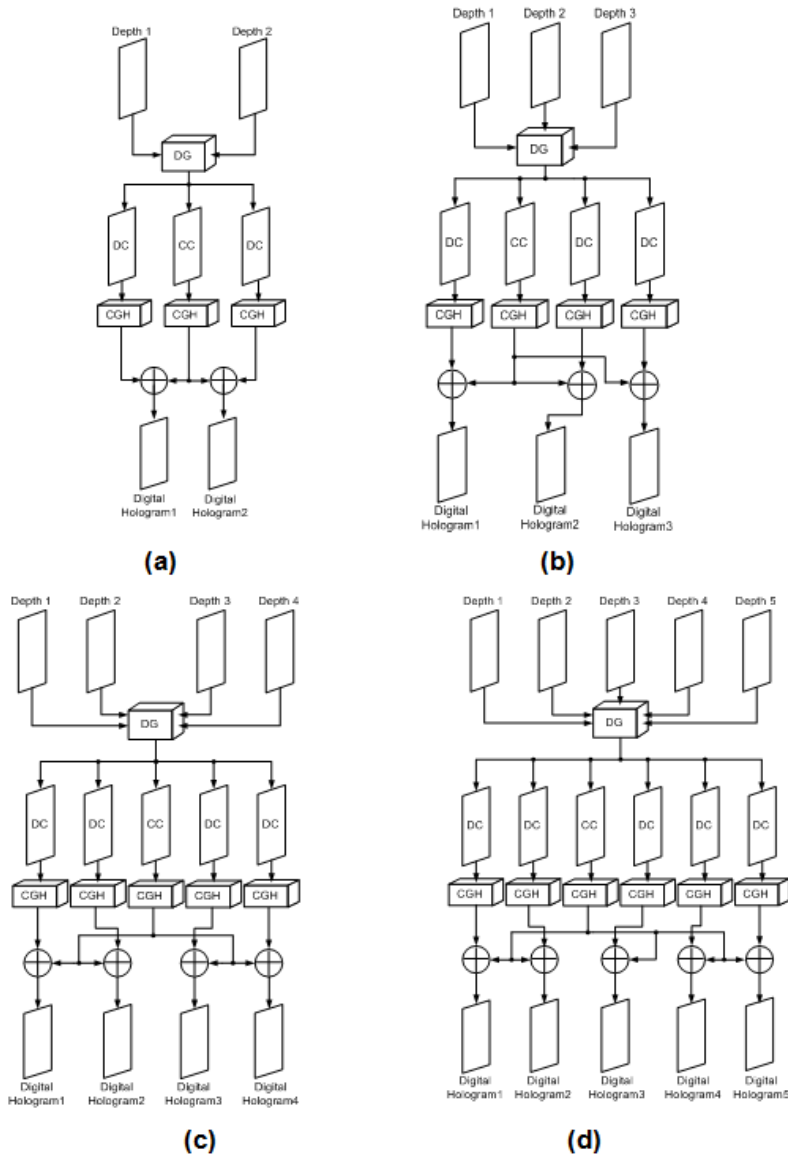 Depth 1 Depth 2
DG
DC CC DC
CGH CGH CGH
Digital Hologram1
Digital Hologram2
(a)
Depth 1 Depth 2 Depth 3
DG
DC CC DC DC
CGH CGH CGH CGH
Digital Hologram1
Digital Hologram2
Digital Hologram3
(b)
Depth 1 Depth 2 Depth 3 Depth 4
DG
DC DC CC DC DC
CGH CGH CGH CGH CGH
Digital Hologram1
Digital Hologram2
Digital Hologram3
Digital Hologram4
(c)
Depth 1 Depth 2 Depth 3 Depth 4 Depth 5
DG
DC DC CC DC DC DC
CGH CGH CGH CGH CGH CGH
Digital Hologram1
Digital Hologram2
Digital Hologram3
Digital Hologram4
Digital Hologram5
(d)